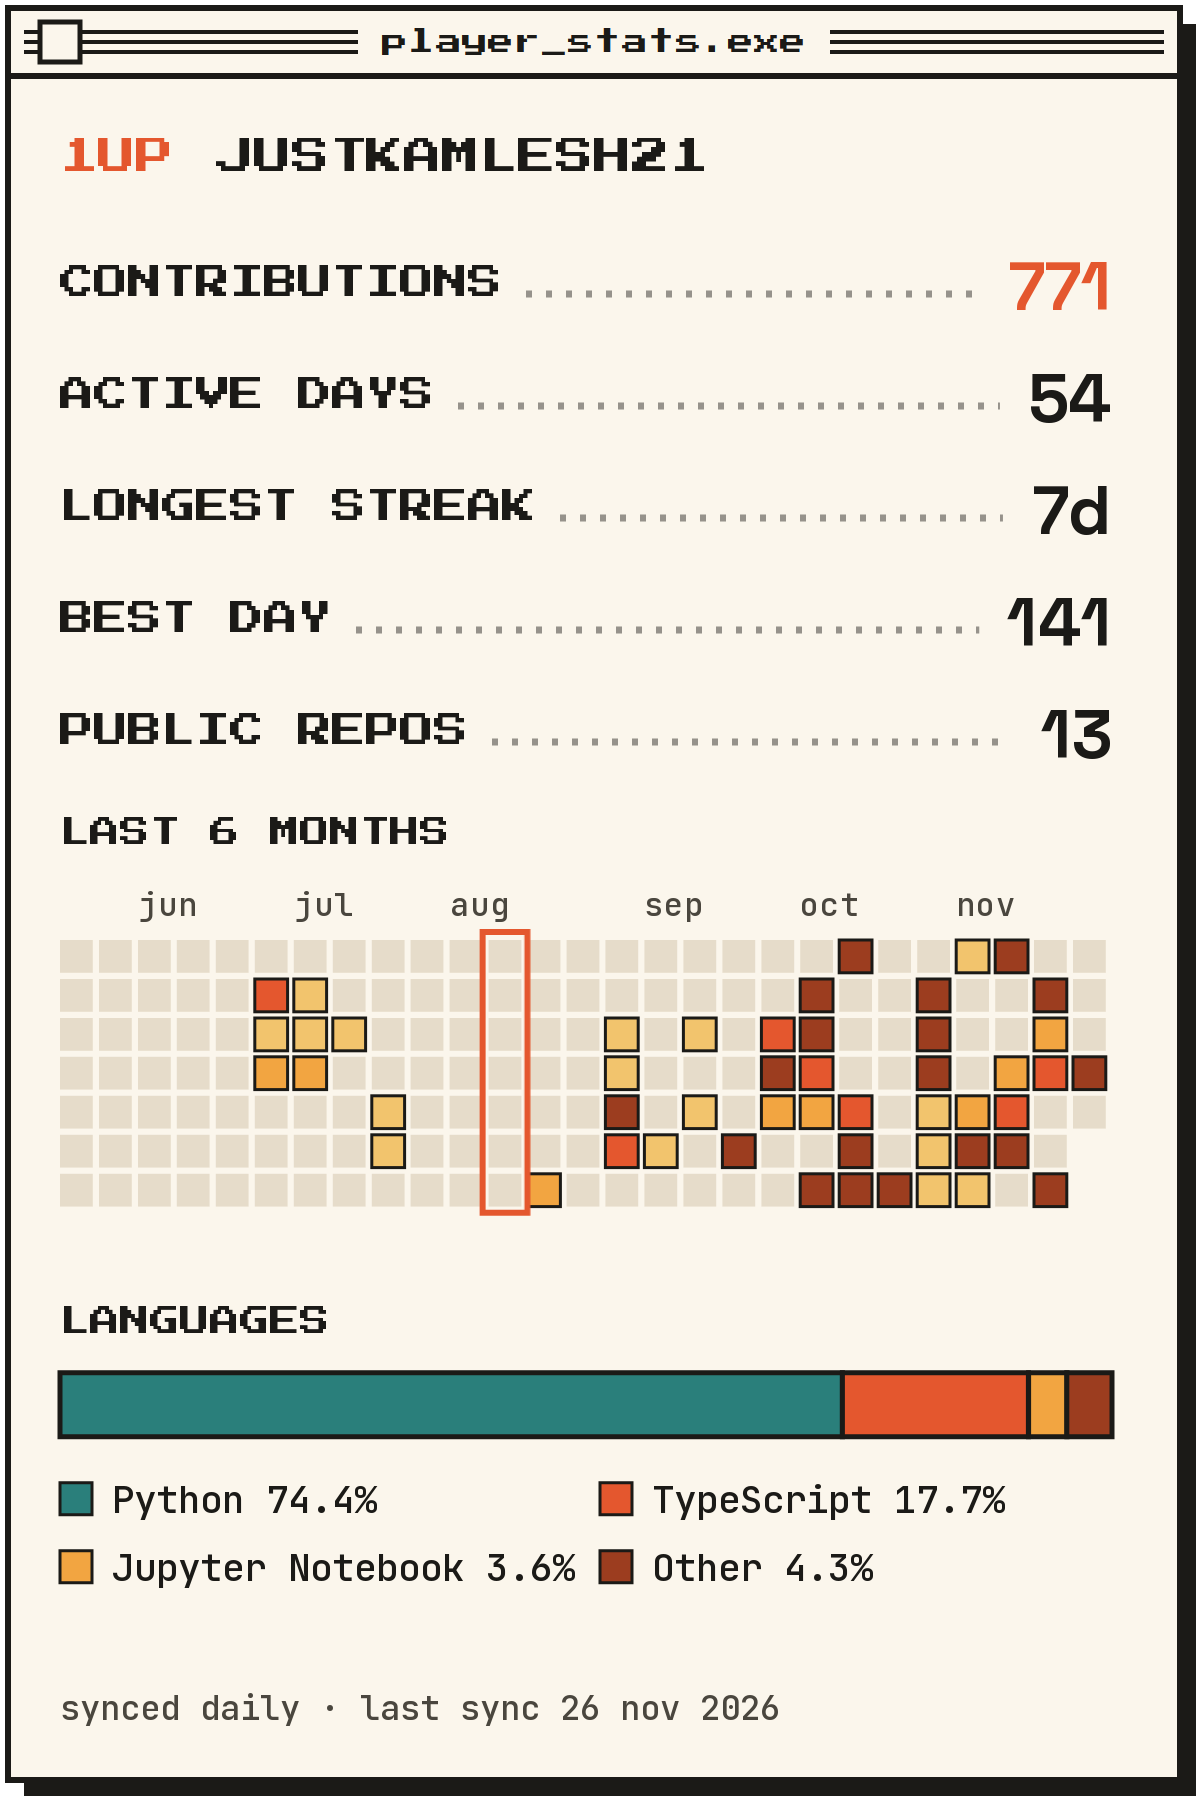 player_stats.exe
1UP JUSTKAMLESH21
CONTRIBUTIONS 771
ACTIVE DAYS 54
LONGEST STREAK 7d
BEST DAY 141
PUBLIC REPOS 13
LAST 6 MONTHS
jun jul aug sep oct nov
LANGUAGES
Python 74.4% TypeScript 17.7%
Jupyter Notebook 3.6% Other 4.3%
synced daily · last sync 26 nov 2026